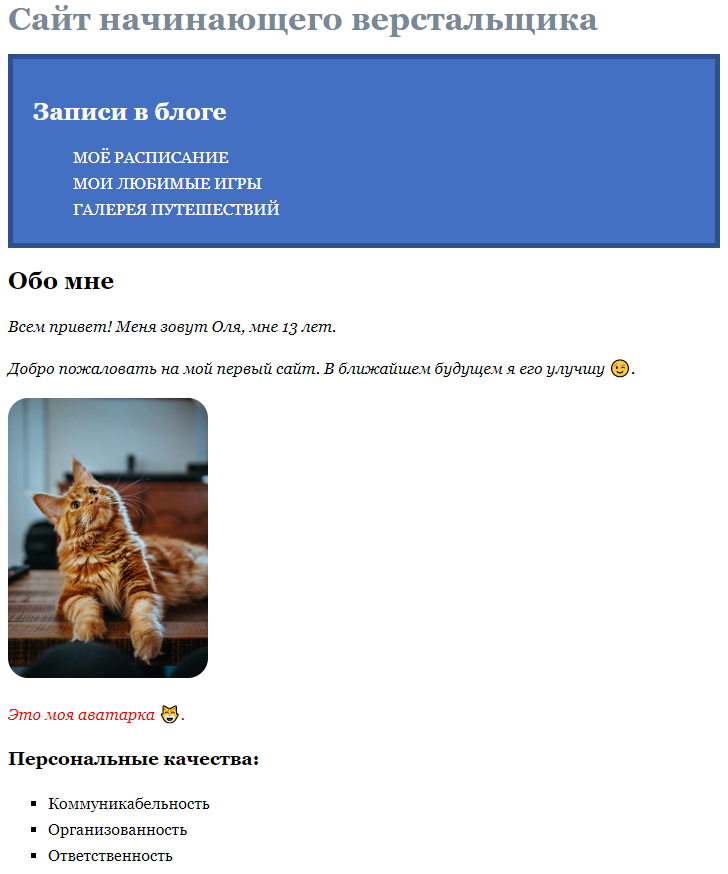 Сайт начинающего верстальщика
Записи в блоге
МОЁ РАСПИСАНИЕ
МОИ ЛЮБИМЫЕ ИГРЫ
ГАЛЕРЕЯ ПУТЕШЕСТВИЙ
Обо мне
Всем привет! Меня зовут Оля, мне 13 лет.
Добро пожаловать на мой первый сайт. В ближайшем будущем я его улучшу 😉.
Это моя аватарка 😸.
Персональные качества:
Коммуникабельность
Организованность
Ответственность